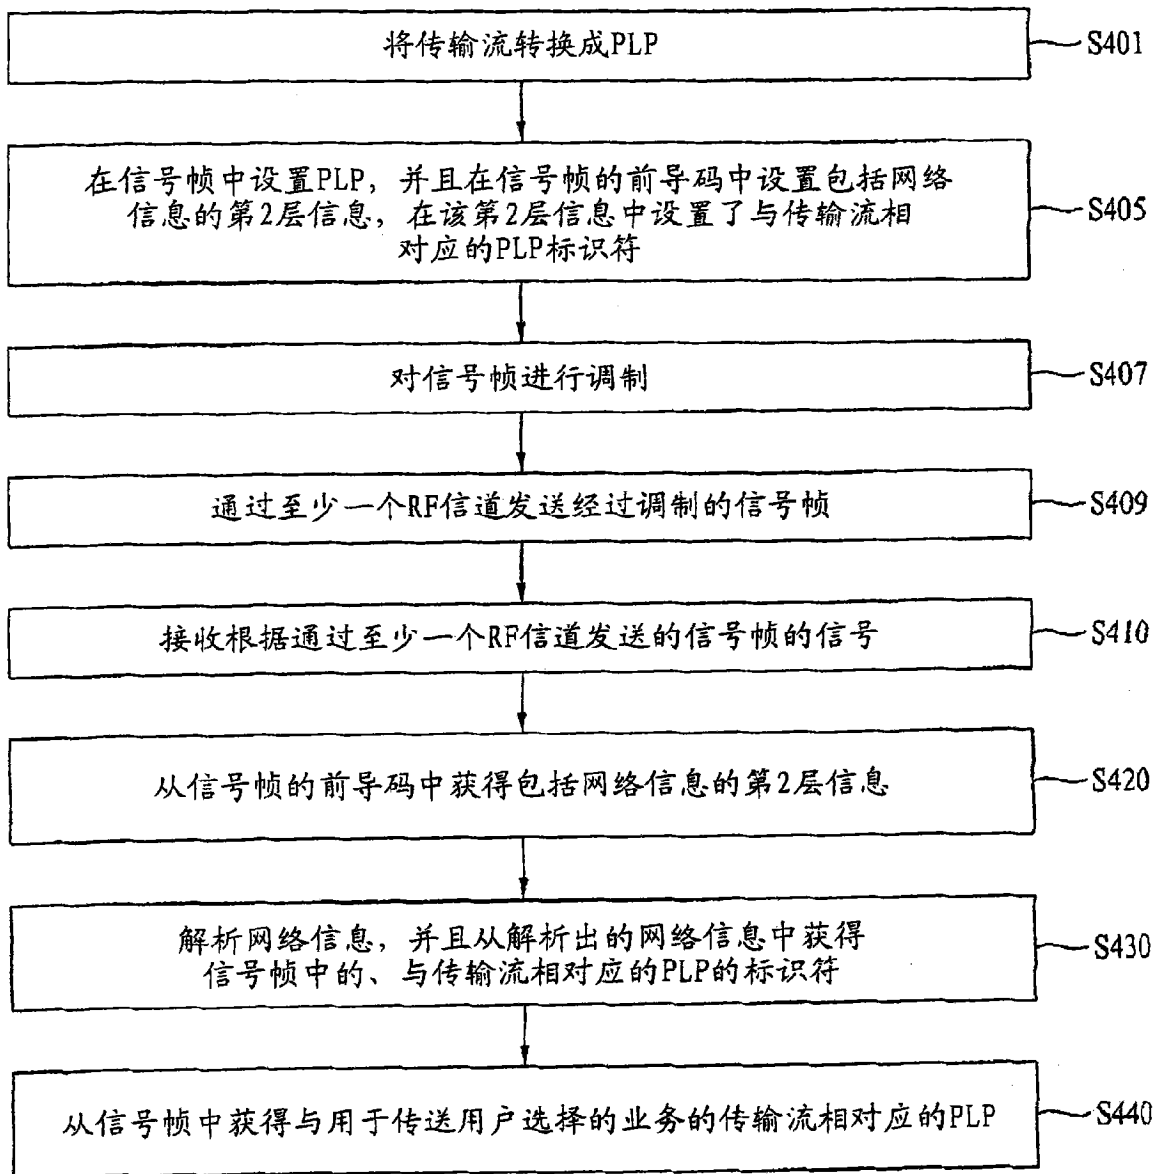 将传输流转换成PLP
S401
在信号帧中设置PLP，并且在信号帧的前导码中设置包括网络
信息的第2层信息，在该第2层信息中设置了与传输流相
对应的PLP标识符
S405
对信号帧进行调制
S407
通过至少一个RF信道发送经过调制的信号帧
S409
接收根据通过至少一个RF信道发送的信号帧的信号
S410
从信号帧的前导码中获得包括网络信息的第2层信息
S420
解析网络信息，并且从解析出的网络信息中获得
信号帧中的、与传输流相对应的PLP的标识符
S430
从信号帧中获得与用于传送用户选择的业务的传输流相对应的PLP
S440